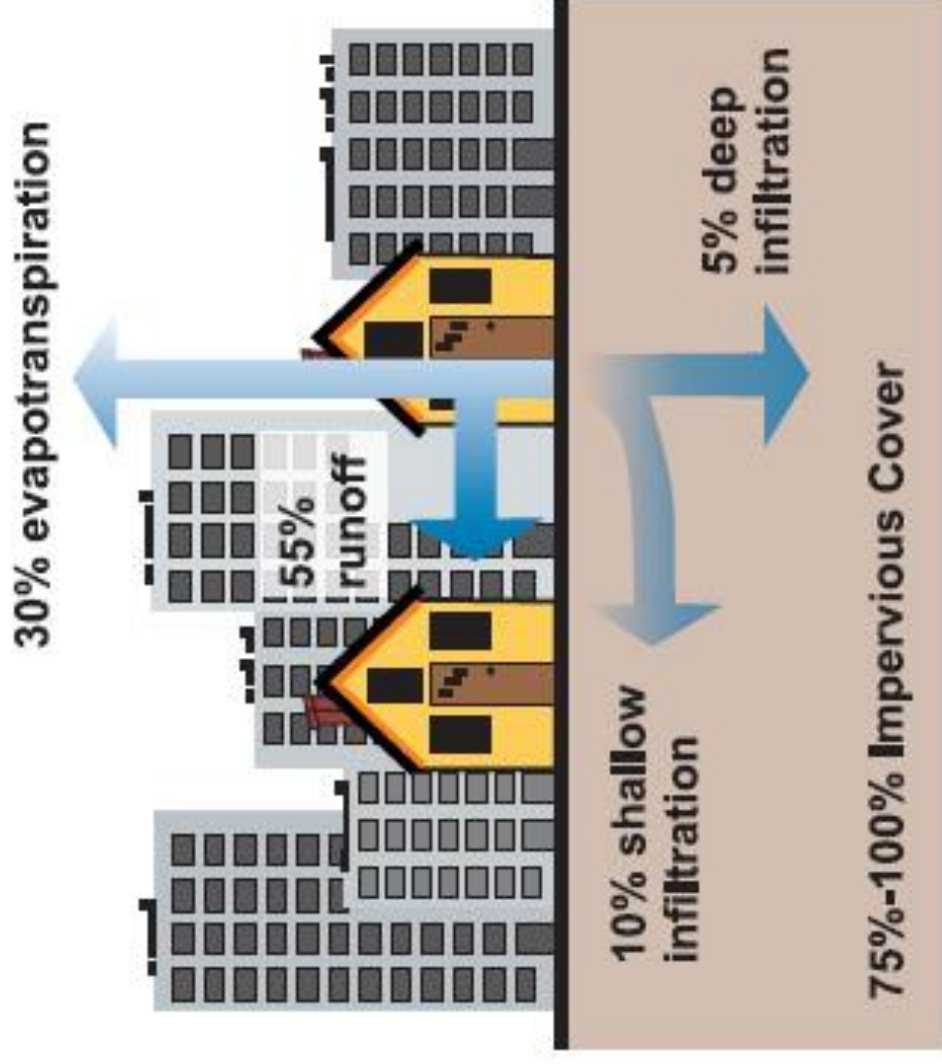 30% evapotranspiration
55%
runoff
10% shallow
infiltration
5% deep
infiltration
75%-100% Impervious Cover